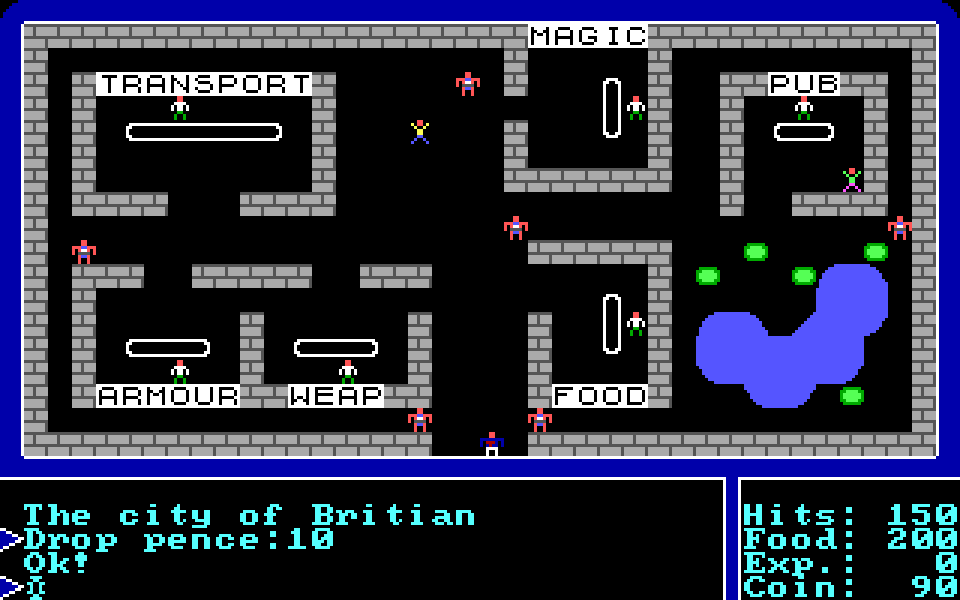 MAGIC
TRANSPORT
PUB
ARMOUR
WEAP
FOOD
The city of Britian
Drop pence:10
Ok!
Hits: 150
Food: 200
Exp.: 0
Coin: 90